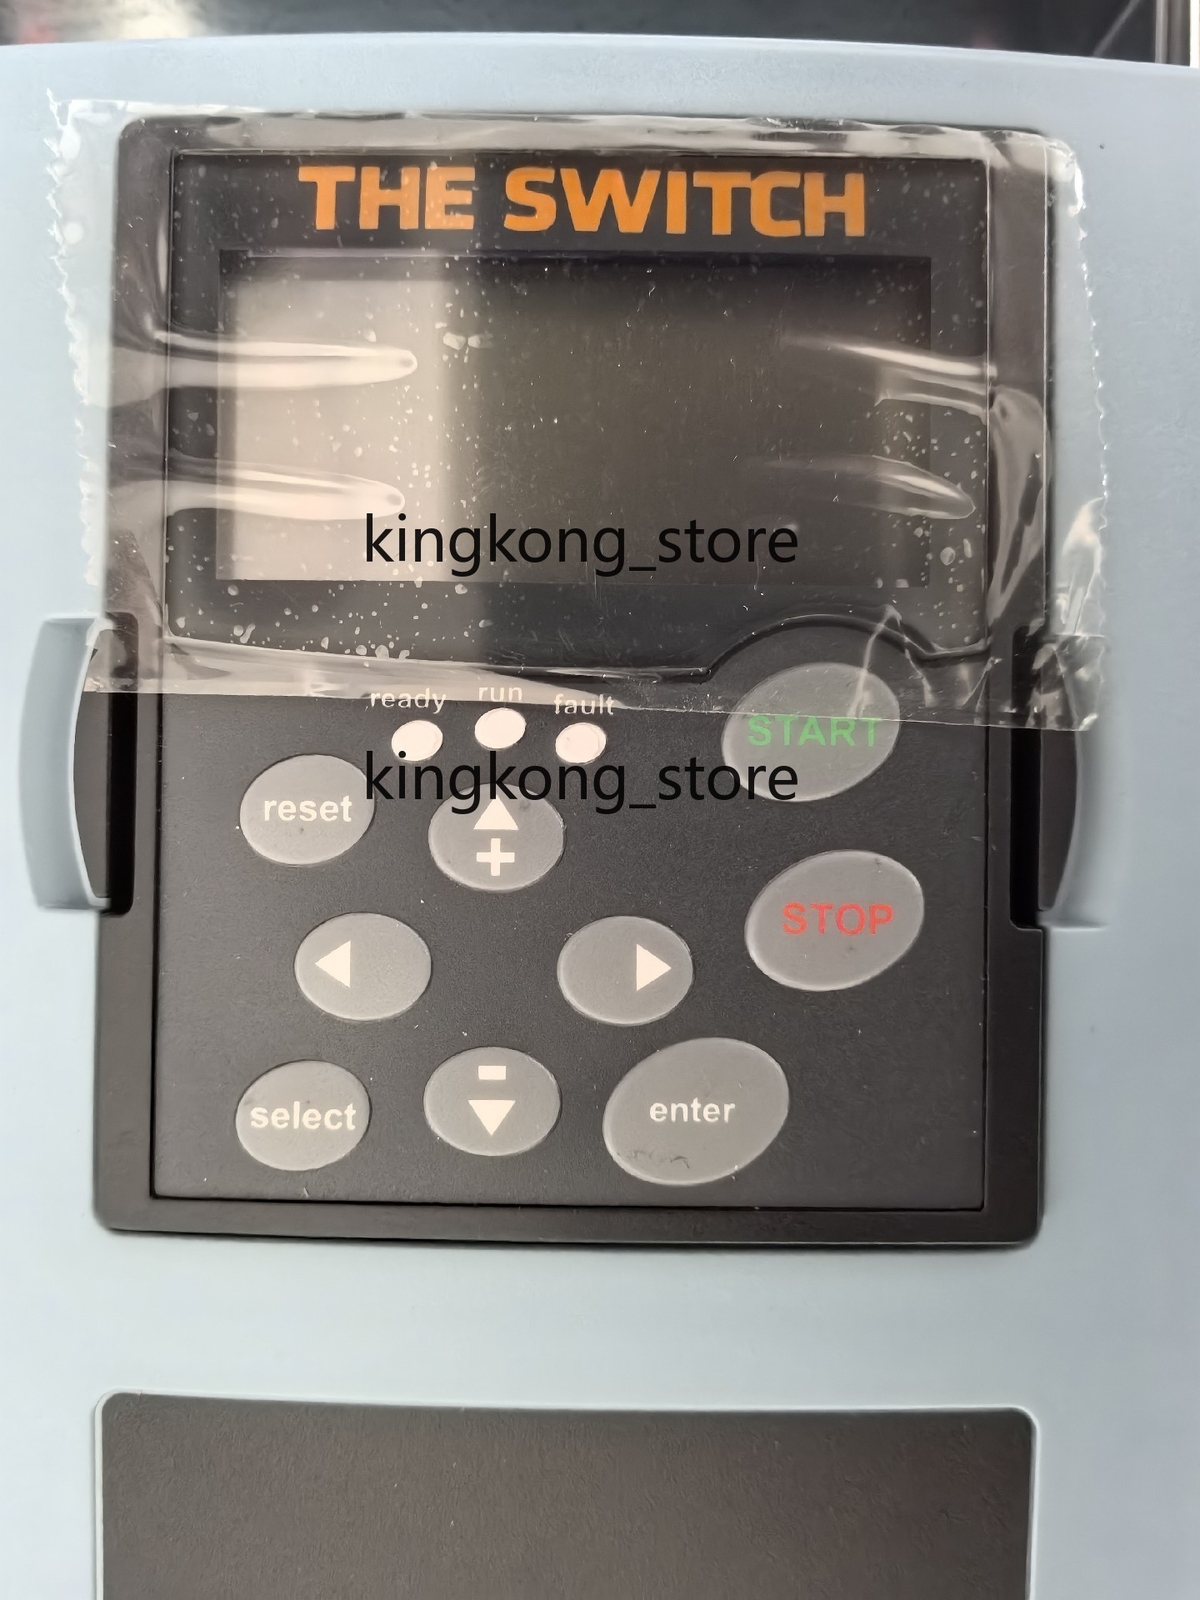 THE SWITCH
kingkong_store
ready run fault
START
kingkong_store
reset
+
STOP
-
select
enter